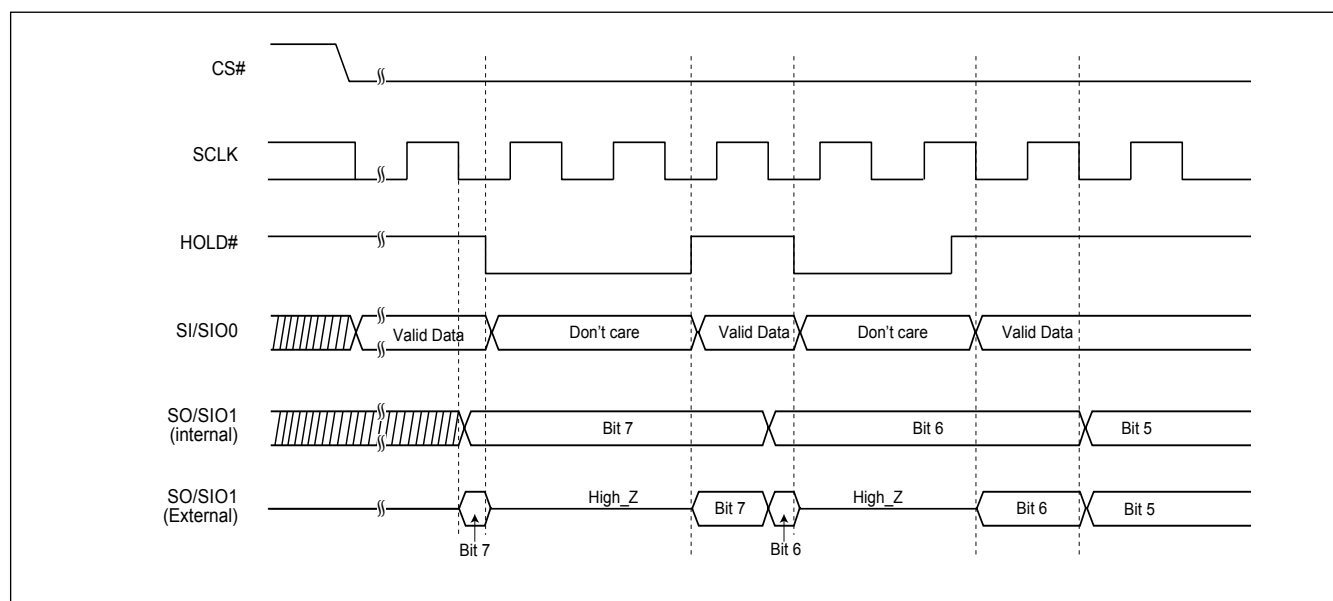 CS#
SCLK
HOLD#
SI/SIO0
Valid Data
Don't care
Valid Data
Don't care
Valid Data
SO/SIO1
(internal)
Bit 7
Bit 6
Bit 5
SO/SIO1
(External)
High_Z
Bit 7
High_Z
Bit 6
Bit 5
Bit 7
Bit 6